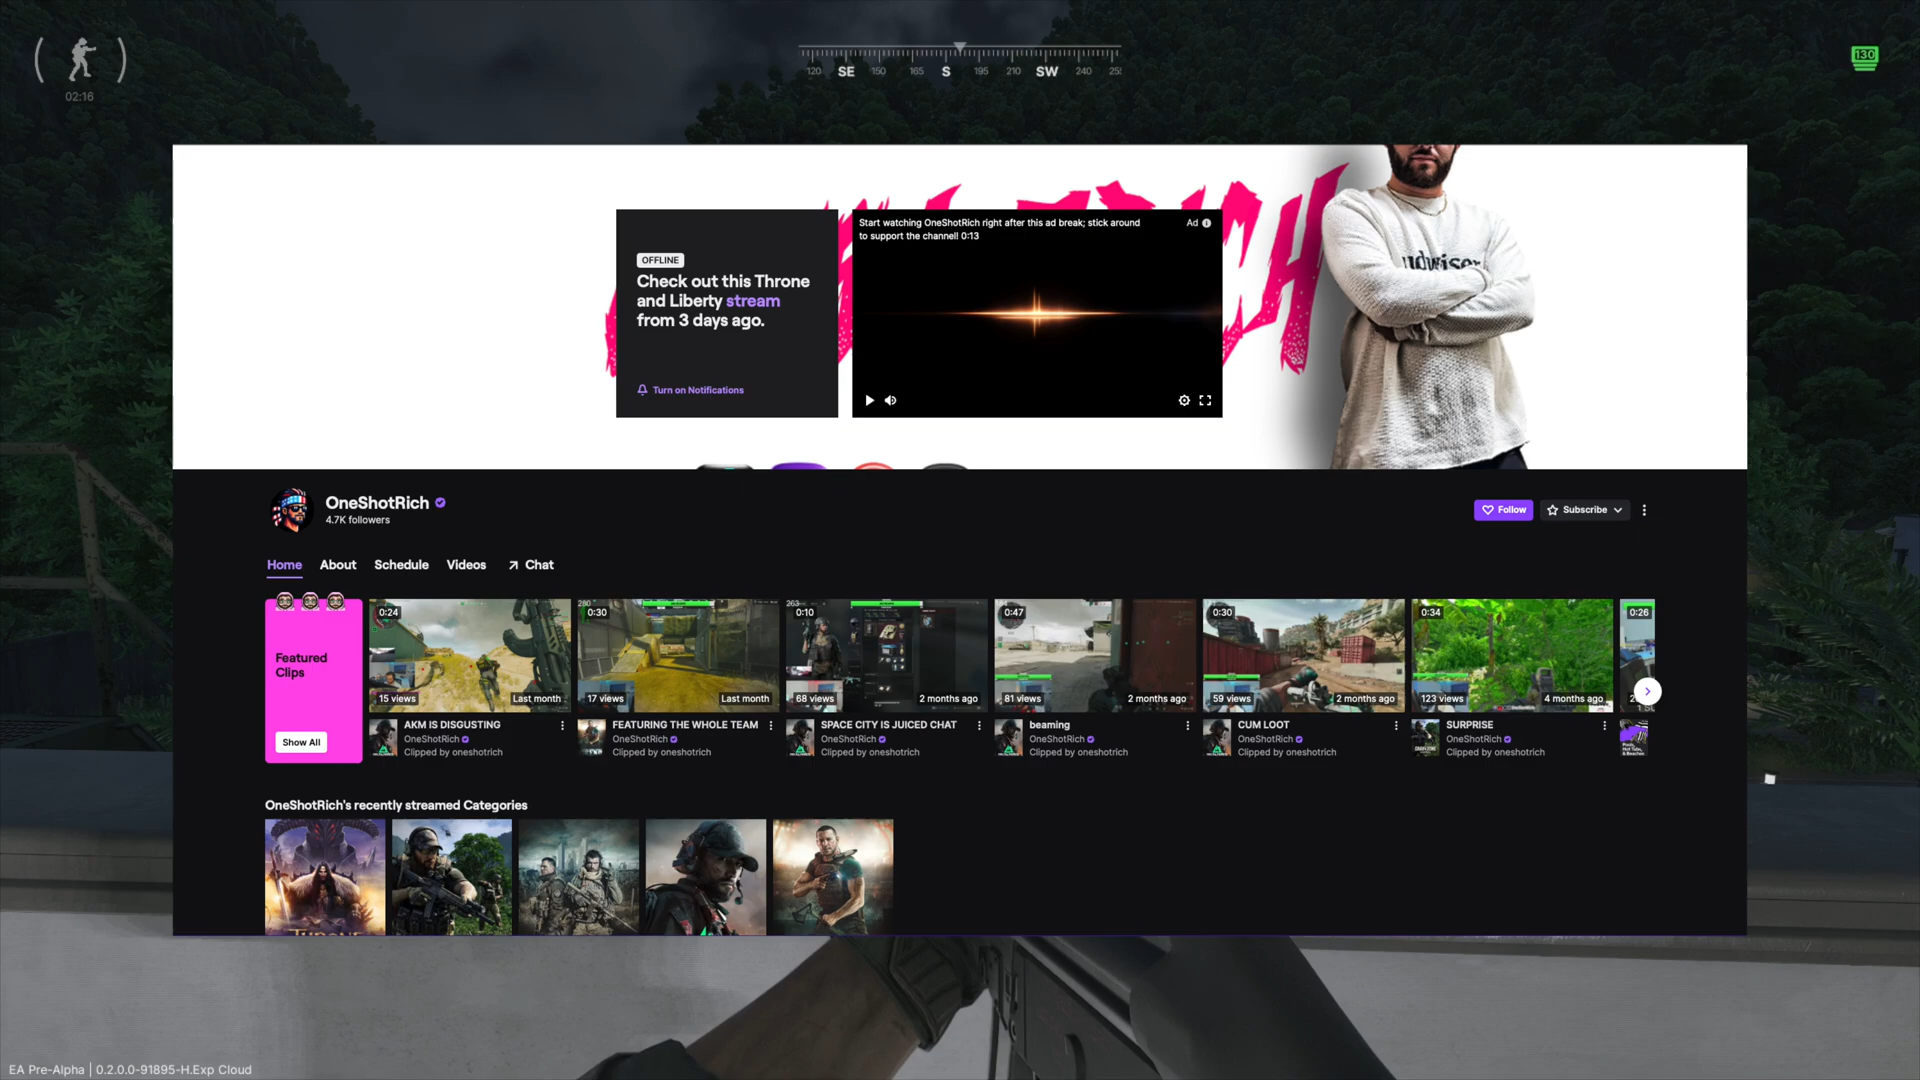 02:16
120 SE 150 165 S 195 210 SW 240 255
130
Start watching OneShotRich right after this ad break; stick around
to support the channel! 0:13
Ad
OFFLINE
Check out this Throne
and Liberty stream
from 3 days ago.
Turn on Notifications
OneShotRich
4.7K followers
Follow
Subscribe
Home About Schedule Videos Chat
Featured
Clips
Show All
0:24
15 views Last month
AKM IS DISGUSTING
OneShotRich
Clipped by oneshotrich
280
0:30
17 views Last month
FEATURING THE WHOLE TEAM
OneShotRich
Clipped by oneshotrich
263
0:10
68 views 2 months ago
SPACE CITY IS JUICED CHAT
OneShotRich
Clipped by oneshotrich
0:47
81 views 2 months ago
beaming
OneShotRich
Clipped by oneshotrich
0:30
59 views 2 months ago
CUM LOOT
OneShotRich
Clipped by oneshotrich
0:34
123 views 4 months ago
SURPRISE
OneShotRich
Clipped by oneshotrich
0:26
OneShotRich's recently streamed Categories
THRONE
EA Pre-Alpha | 0.2.0.0-91895-H.Exp Cloud